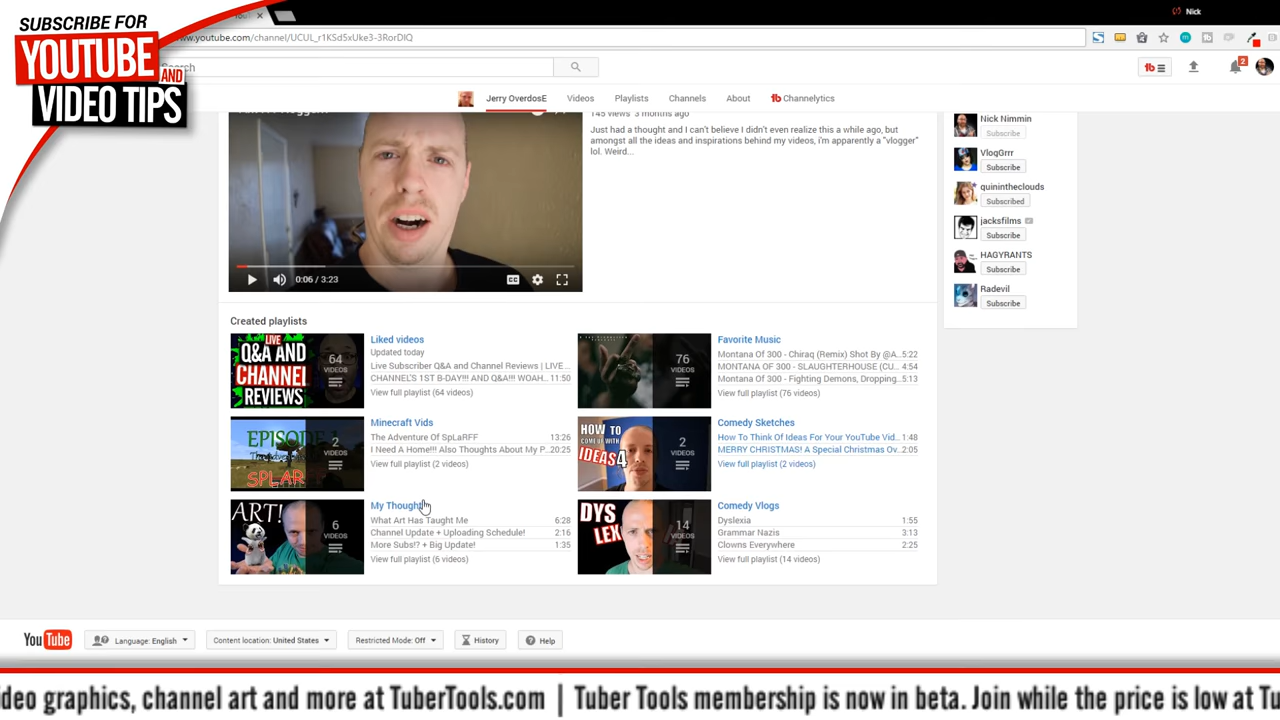 SUBSCRIBE FOR
YOUTUBE
AND
VIDEO TIPS
Nick
www.youtube.com/channel/UCUL_r1KSd5xUke3-3RorDIQ
Search
2
Jerry OverdosE
Videos
Playlists
Channels
About
Channelytics
145 views 3 months ago
Just had a thought and I can't believe I didn't even realize this a while ago, but
amongst all the ideas and inspirations behind my videos, i'm apparently a "vlogger"
lol. Weird...
0:06 / 3:23
CC
Nick Nimmin
Subscribe
VlogGrrr
Subscribe
quinintheclouds
Subscribed
jacksfilms
Subscribe
HAGYRANTS
Subscribe
Radevil
Subscribe
Created playlists
LIVE
Q&A AND
CHANNEL
REVIEWS
64
VIDEOS
Liked videos
Updated today
Live Subscriber Q&A and Channel Reviews | LIVE...
CHANNEL'S 1ST B-DAY!!! AND Q&A!!! WOAH... 11:50
View full playlist (64 videos)
76
VIDEOS
Favorite Music
Montana Of 300 - Chiraq (Remix) Shot By @A... 5:22
MONTANA OF 300 - SLAUGHTERHOUSE (CU... 4:54
Montana Of 300 - Fighting Demons, Dropping... 5:13
View full playlist (76 videos)
EPISODE 1
The Adventure Of
SPLAR
2
VIDEOS
Minecraft Vids
The Adventure Of SpLaRFF 13:26
I Need A Home!!! Also Thoughts About My P... 20:25
View full playlist (2 videos)
HOW TO
COME UP WITH
IDEAS4
2
VIDEOS
Comedy Sketches
How To Think Of Ideas For Your YouTube Vid... 1:48
MERRY CHRISTMAS! A Special Christmas Ov... 2:05
View full playlist (2 videos)
ART!
6
VIDEOS
My Thoughts
What Art Has Taught Me 6:28
Channel Update + Uploading Schedule! 2:16
More Subs!? + Big Update! 1:35
View full playlist (6 videos)
DYS
LEX
14
VIDEOS
Comedy Vlogs
Dyslexia 1:55
Grammar Nazis 3:13
Clowns Everywhere 2:25
View full playlist (14 videos)
YouTube
Language: English
Content location: United States
Restricted Mode: Off
History
Help
ideo graphics, channel art and more at TuberTools.com | Tuber Tools membership is now in beta. Join while the price is low at Tu